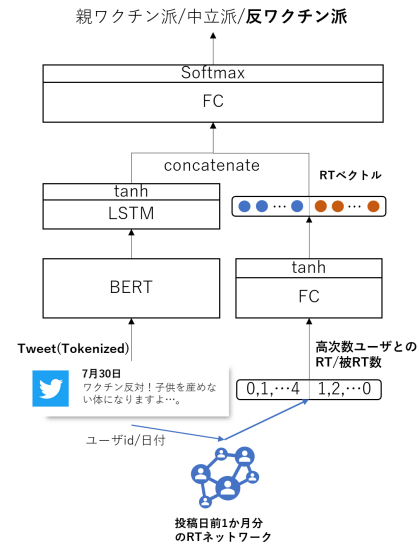 親ワクチン派/中立派/反ワクチン派
Softmax
FC
concatenate
RTベクトル
tanh
LSTM
…
…
BERT
tanh
FC
Tweet(Tokenized)
高次数ユーザとの
RT/被RT数
7月30日
ワクチン反対！子供を産めな
い体になりますよ…。
0,1,…4
1,2,…0
ユーザid/日付
投稿日前1か月分
のRTネットワーク